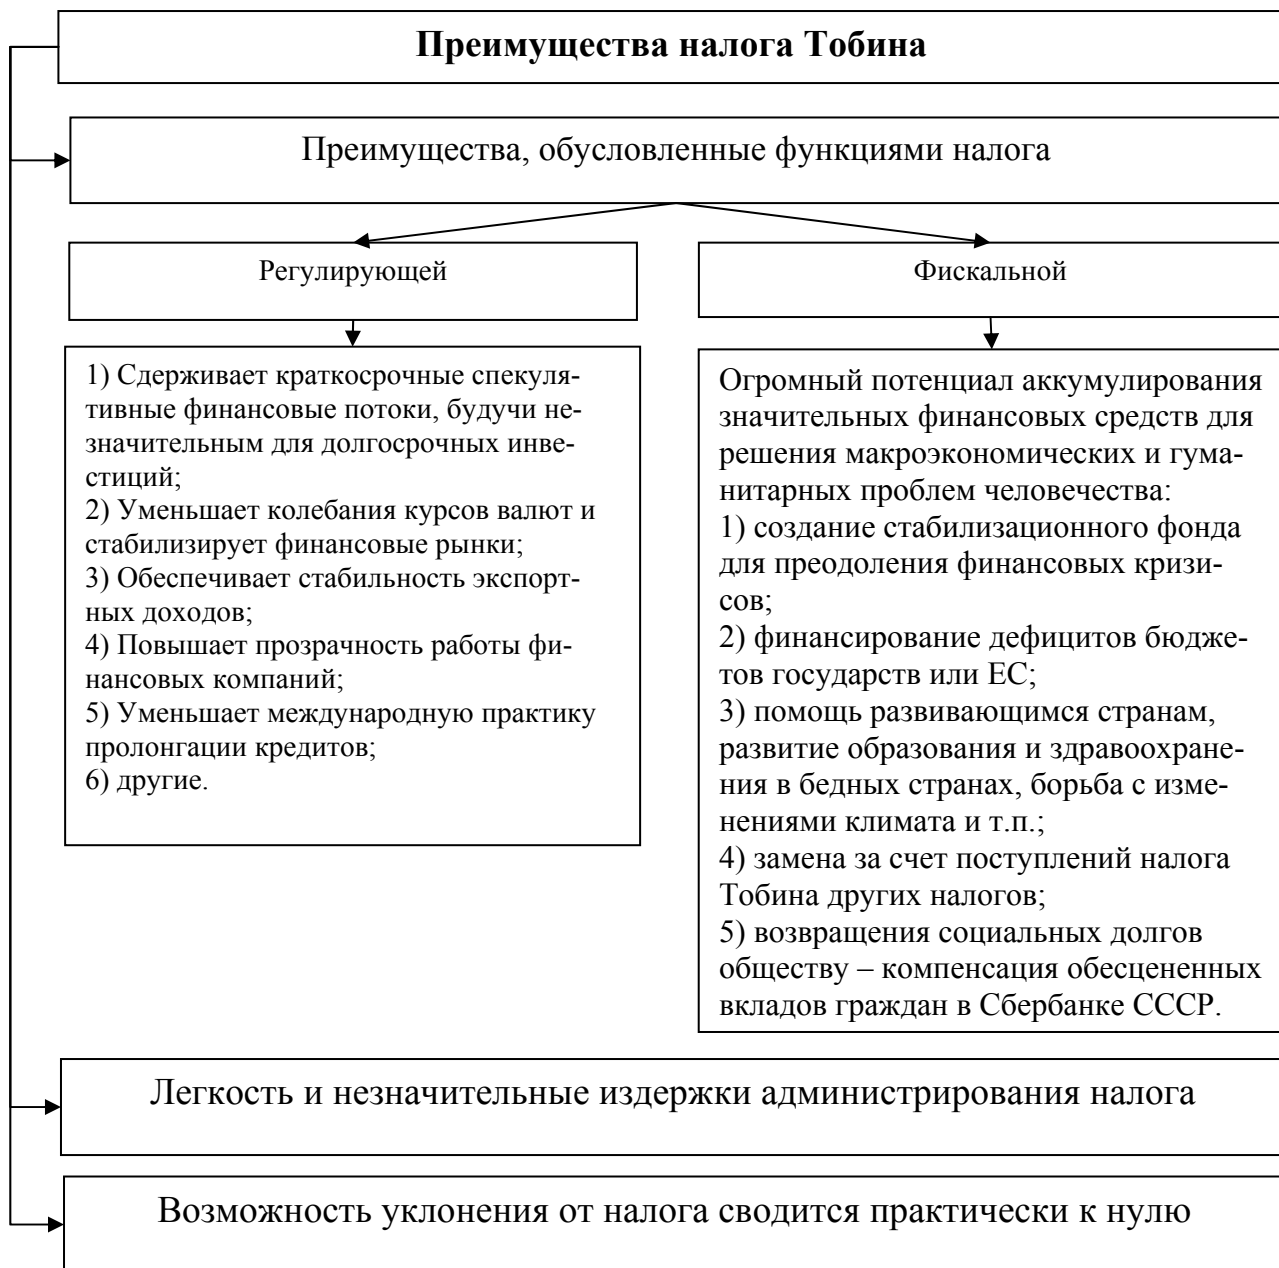 Преимущества налога Тобина
Преимущества, обусловленные функциями налога
Регулирующей
1) Сдерживает краткосрочные спекуля-
тивные финансовые потоки, будучи не-
значительным для долгосрочных инве-
стиций;
2) Уменьшает колебания курсов валют и
стабилизирует финансовые рынки;
3) Обеспечивает стабильность экспорт-
ных доходов;
4) Повышает прозрачность работы фи-
нансовых компаний;
5) Уменьшает международную практику
пролонгации кредитов;
6) другие.
Фискальной
Огромный потенциал аккумулирования
значительных финансовых средств для
решения макроэкономических и гума-
нитарных проблем человечества:
1) создание стабилизационного фонда
для преодоления финансовых кризи-
сов;
2) финансирование дефицитов бюдже-
тов государств или ЕС;
3) помощь развивающимся странам,
развитие образования и здравоохране-
ния в бедных странах, борьба с изме-
нениями климата и т.п.;
4) замена за счет поступлений налога
Тобина других налогов;
5) возвращения социальных долгов
обществу – компенсация обесцененных
вкладов граждан в Сбербанке СССР.
Легкость и незначительные издержки администрирования налога
Возможность уклонения от налога сводится практически к нулю